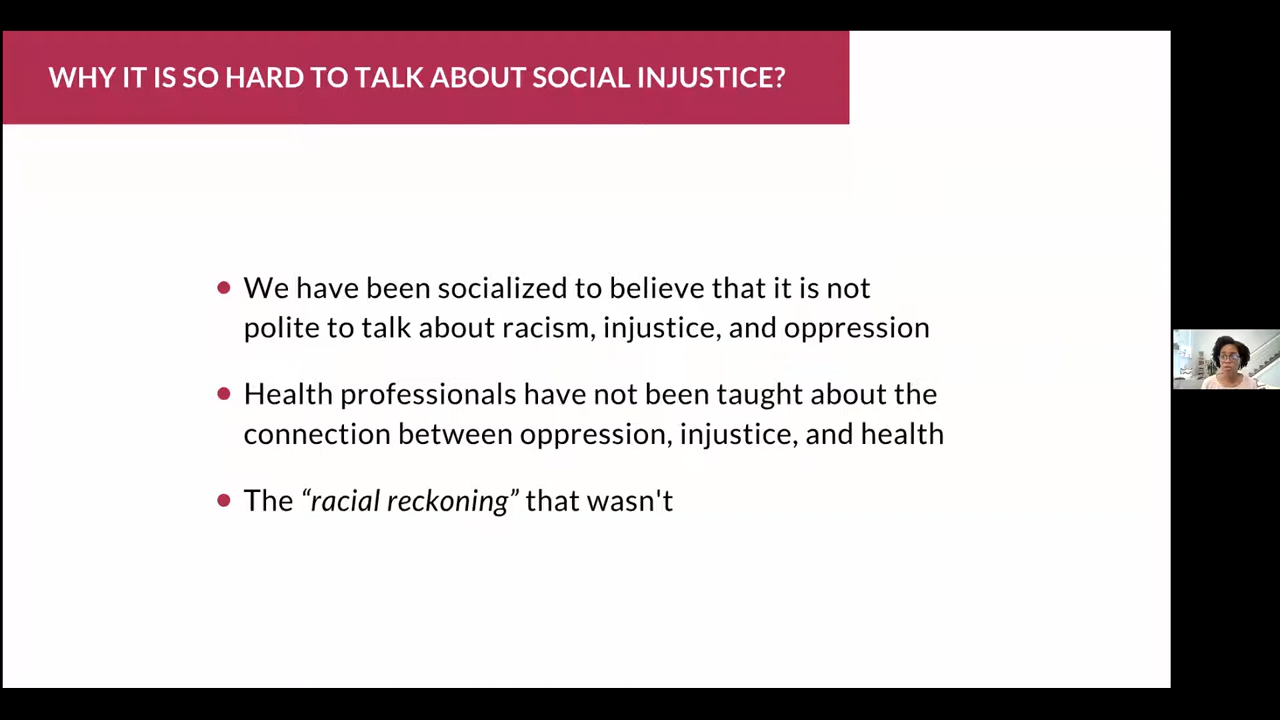 WHY IT IS SO HARD TO TALK ABOUT SOCIAL INJUSTICE?
• We have been socialized to believe that it is not
polite to talk about racism, injustice, and oppression
• Health professionals have not been taught about the
connection between oppression, injustice, and health
• The “racial reckoning” that wasn't